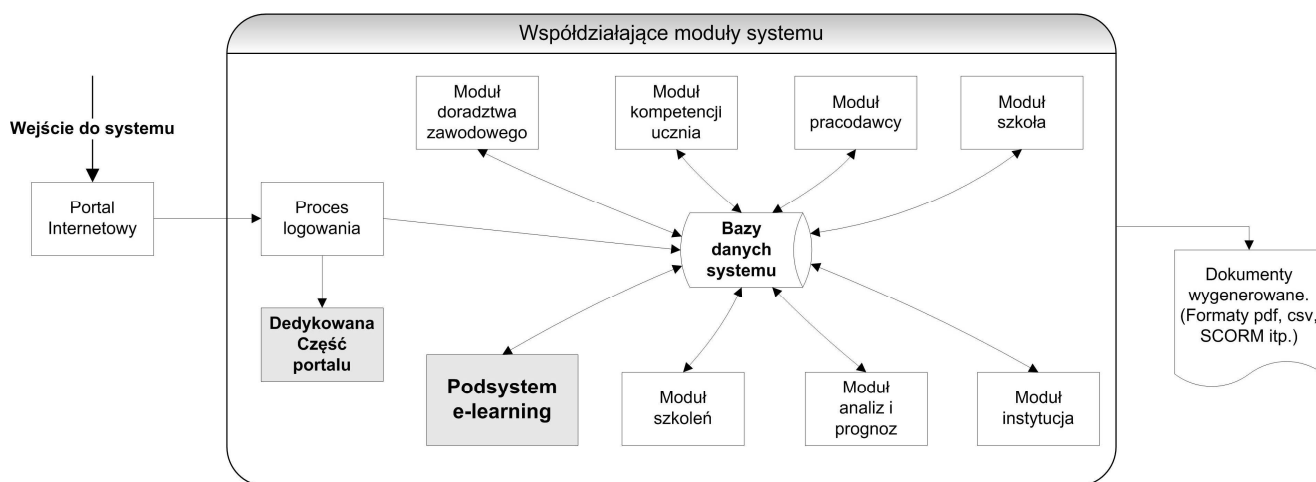 Współdziałające moduły systemu
Wejście do systemu
Portal
Internetowy
Proces
logowania
Dedykowana
Część
portalu
Moduł
doradztwa
zawodowego
Moduł
kompetencji
ucznia
Moduł
pracodawcy
Moduł
szkoła
Bazy
danych
systemu
Podsystem
e-learning
Moduł
szkoleń
Moduł
analiz i
prognoz
Moduł
instytucja
Dokumenty
wygenerowane.
(Formaty pdf, csv,
SCORM itp.)